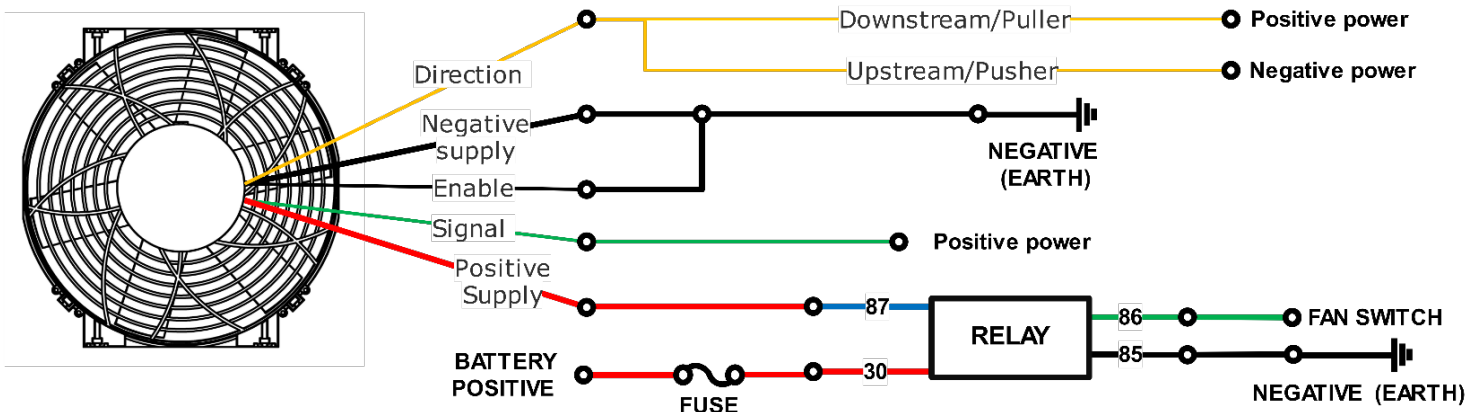 Downstream/Puller
Positive power
Direction
Upstream/Pusher
Negative power
Negative
supply
NEGATIVE
(EARTH)
Enable
Signal
Positive power
Positive
Supply
87
RELAY
86
FAN SWITCH
85
BATTERY
POSITIVE
30
FUSE
NEGATIVE (EARTH)